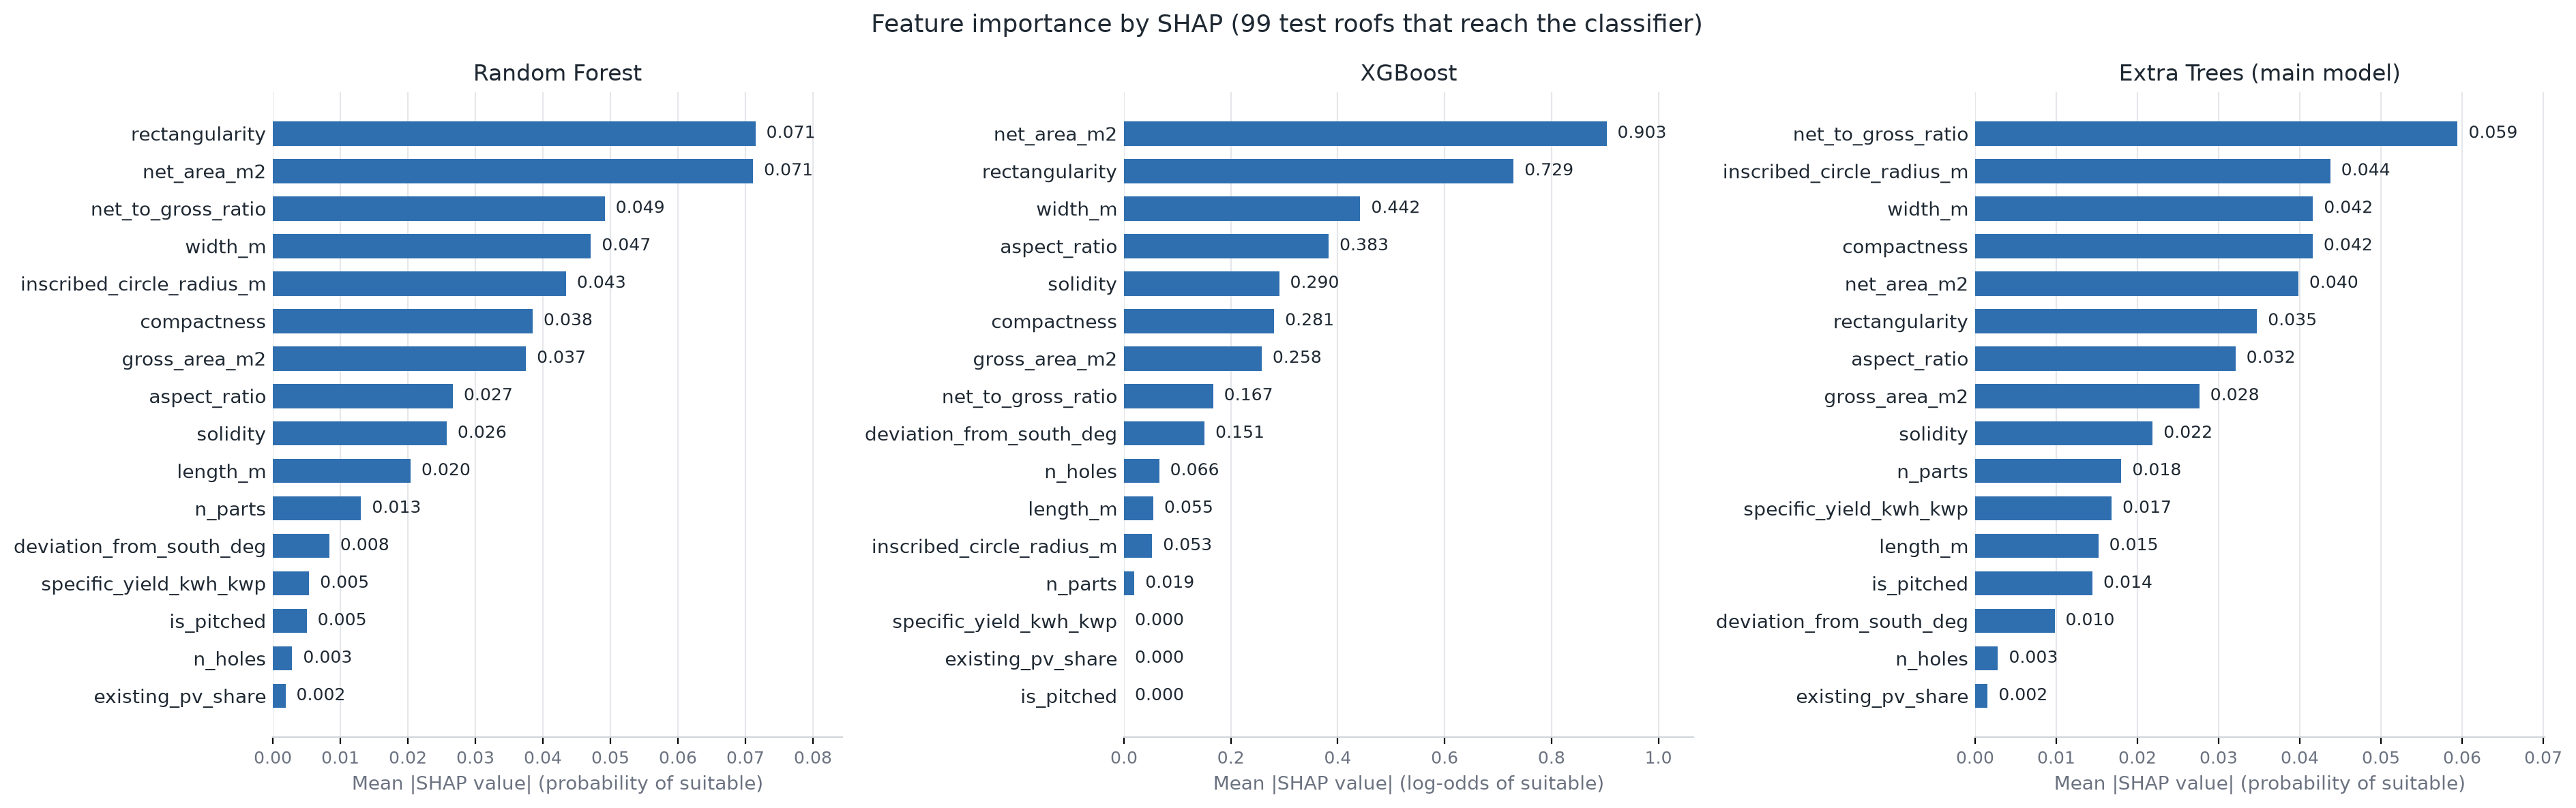 Feature importance by SHAP (99 test roofs that reach the classifier)
Random Forest
rectangularity 0.071
net_area_m2 0.071
net_to_gross_ratio 0.049
width_m 0.047
inscribed_circle_radius_m 0.043
compactness 0.038
gross_area_m2 0.037
aspect_ratio 0.027
solidity 0.026
length_m 0.020
n_parts 0.013
deviation_from_south_deg 0.008
specific_yield_kwh_kwp 0.005
is_pitched 0.005
n_holes 0.003
existing_pv_share 0.002
0.00 0.01 0.02 0.03 0.04 0.05 0.06 0.07 0.08
Mean |SHAP value| (probability of suitable)
XGBoost
net_area_m2 0.903
rectangularity 0.729
width_m 0.442
aspect_ratio 0.383
solidity 0.290
compactness 0.281
gross_area_m2 0.258
net_to_gross_ratio 0.167
deviation_from_south_deg 0.151
n_holes 0.066
length_m 0.055
inscribed_circle_radius_m 0.053
n_parts 0.019
specific_yield_kwh_kwp 0.000
existing_pv_share 0.000
is_pitched 0.000
0.0 0.2 0.4 0.6 0.8 1.0
Mean |SHAP value| (log-odds of suitable)
Extra Trees (main model)
net_to_gross_ratio 0.059
inscribed_circle_radius_m 0.044
width_m 0.042
compactness 0.042
net_area_m2 0.040
rectangularity 0.035
aspect_ratio 0.032
gross_area_m2 0.028
solidity 0.022
n_parts 0.018
specific_yield_kwh_kwp 0.017
length_m 0.015
is_pitched 0.014
deviation_from_south_deg 0.010
n_holes 0.003
existing_pv_share 0.002
0.00 0.01 0.02 0.03 0.04 0.05 0.06 0.07
Mean |SHAP value| (probability of suitable)